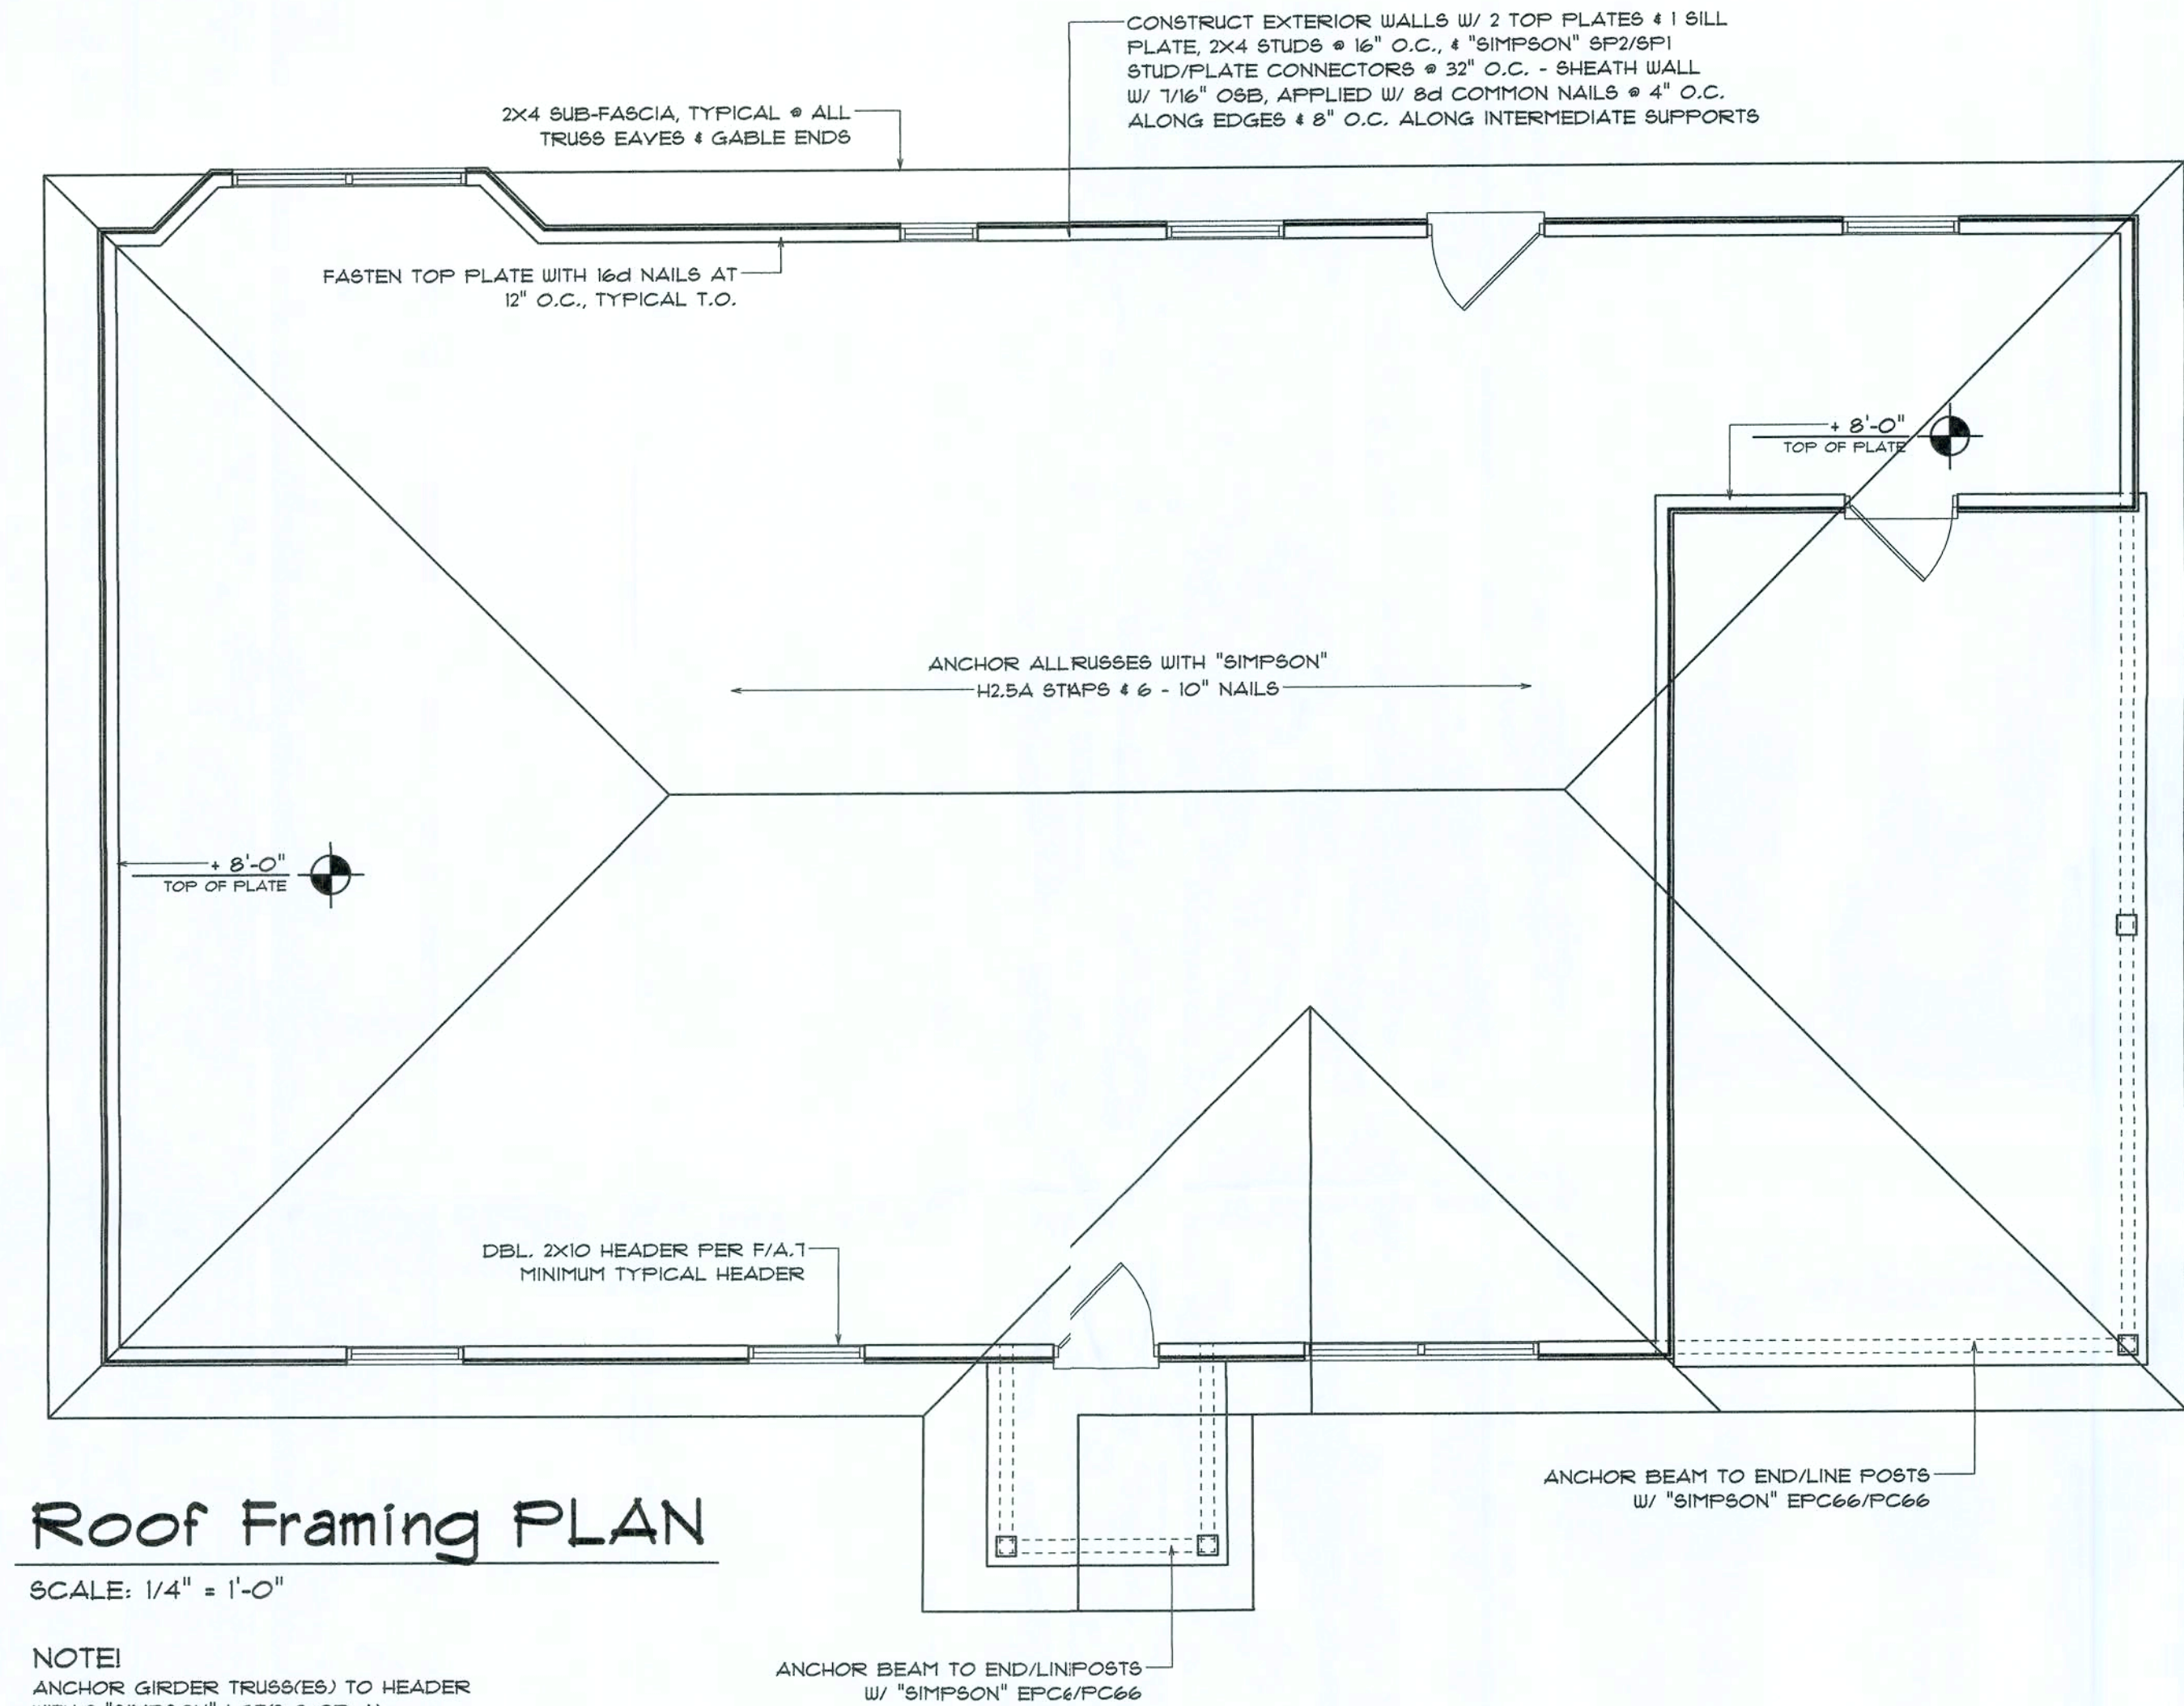 CONSTRUCT EXTERIOR WALLS W/ 2 TOP PLATES & 1 SILL
PLATE, 2X4 STUDS @ 16" O.C., & "SIMPSON" SP2/SP1
STUD/PLATE CONNECTORS @ 32" O.C. - SHEATH WALL
W/ 7/16" OSB, APPLIED W/ 8d COMMON NAILS @ 4" O.C.
ALONG EDGES & 8" O.C. ALONG INTERMEDIATE SUPPORTS
2X4 SUB-FASCIA, TYPICAL @ ALL
TRUSS EAVES & GABLE ENDS
FASTEN TOP PLATE WITH 16d NAILS AT
12" O.C., TYPICAL T.O.
+ 8'-0"
TOP OF PLATE
ANCHOR ALLRUSSES WITH "SIMPSON"
H2.5A STAPS & 6 - 10" NAILS
+ 8'-0"
TOP OF PLATE
DBL. 2X10 HEADER PER F/A.7
MINIMUM TYPICAL HEADER
ANCHOR BEAM TO END/LINE POSTS
W/ "SIMPSON" EPC66/PC66
Roof Framing PLAN
SCALE: 1/4" = 1'-0"
NOTE!
ANCHOR GIRDER TRUSS(ES) TO HEADER
ANCHOR BEAM TO END/LINPOSTS
W/ "SIMPSON" EPC6/PC66